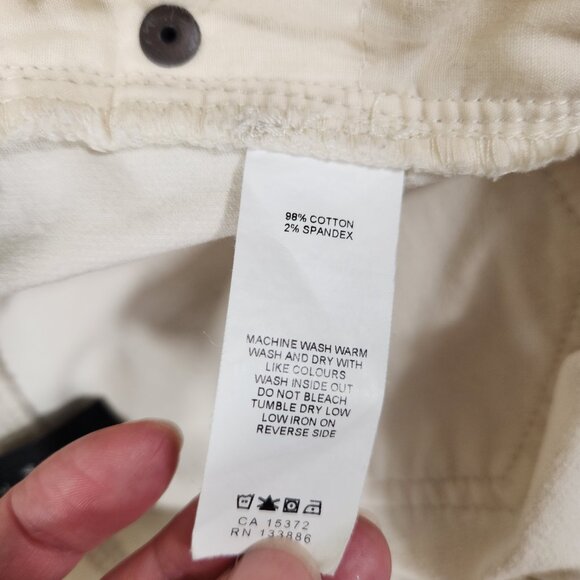 98% COTTON
2% SPANDEX
MACHINE WASH WARM
WASH AND DRY WITH
LIKE COLOURS
WASH INSIDE OUT
DO NOT BLEACH
TUMBLE DRY LOW
LOW IRON ON
REVERSE SIDE
CA 15372
RN 133886